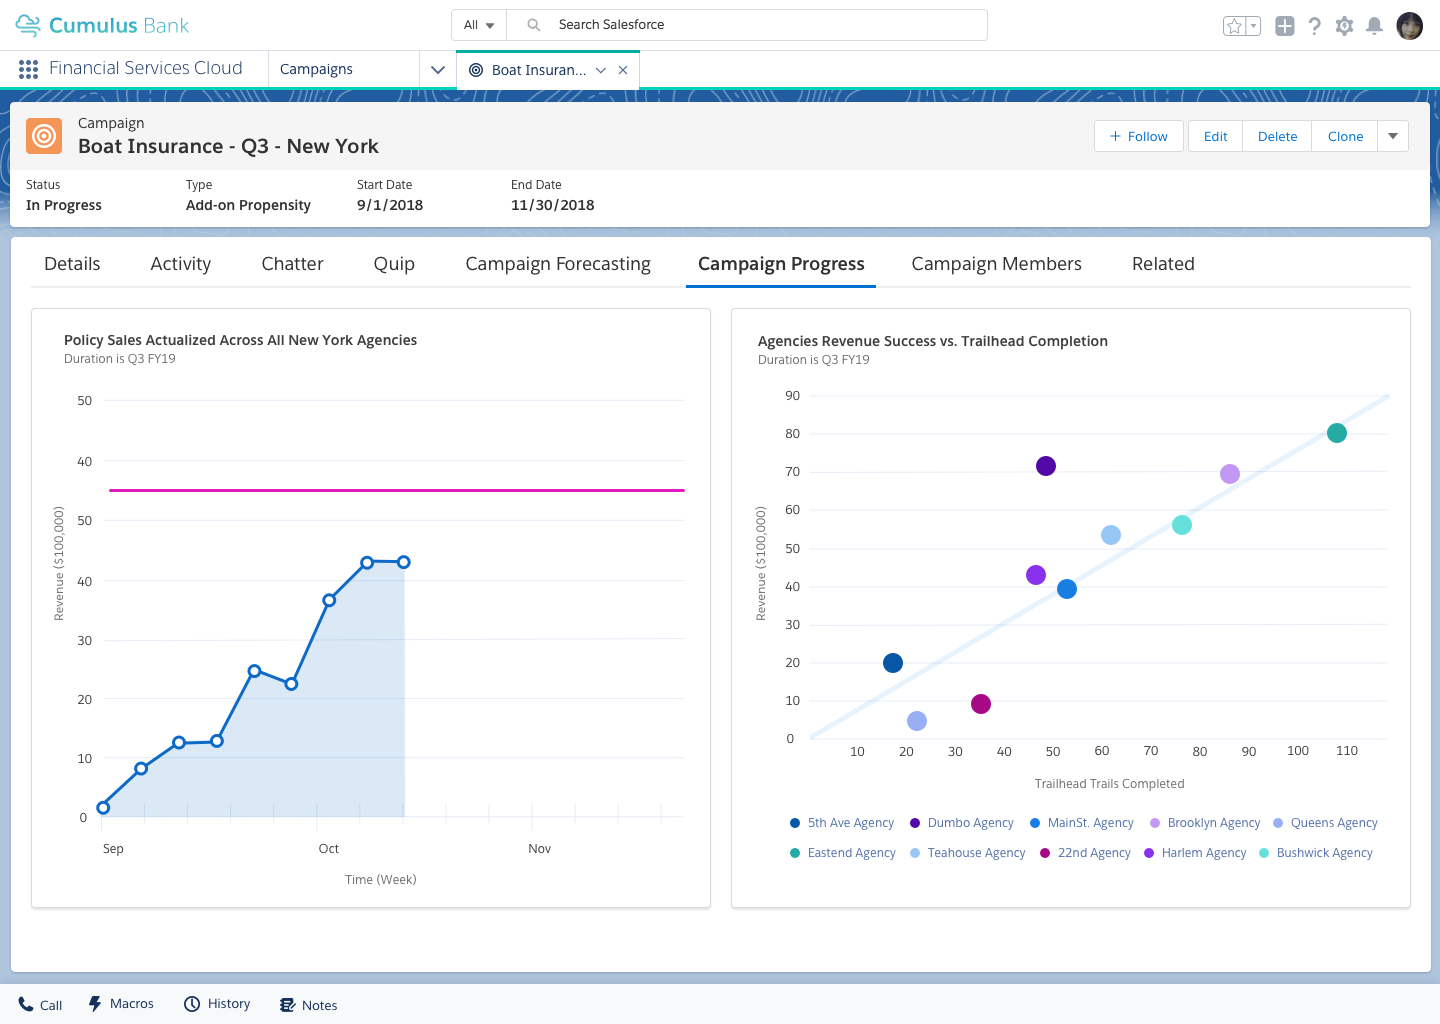 Cumulus Bank
All
Search Salesforce
Financial Services Cloud
Campaigns
Boat Insuran...
Campaign
Boat Insurance - Q3 - New York
+ Follow
Edit
Delete
Clone
Status
Type
Start Date
End Date
In Progress
Add-on Propensity
9/1/2018
11/30/2018
Details
Activity
Chatter
Quip
Campaign Forecasting
Campaign Progress
Campaign Members
Related
Policy Sales Actualized Across All New York Agencies
Duration is Q3 FY19
50
40
50
40
30
20
10
0
Revenue ($100,000)
Sep
Oct
Nov
Time (Week)
Agencies Revenue Success vs. Trailhead Completion
Duration is Q3 FY19
90
80
70
60
50
40
30
20
10
0
Revenue ($100,000)
10 20 30 40 50 60 70 80 90 100 110
Trailhead Trails Completed
5th Ave Agency
Dumbo Agency
MainSt. Agency
Brooklyn Agency
Queens Agency
Eastend Agency
Teahouse Agency
22nd Agency
Harlem Agency
Bushwick Agency
Call
Macros
History
Notes